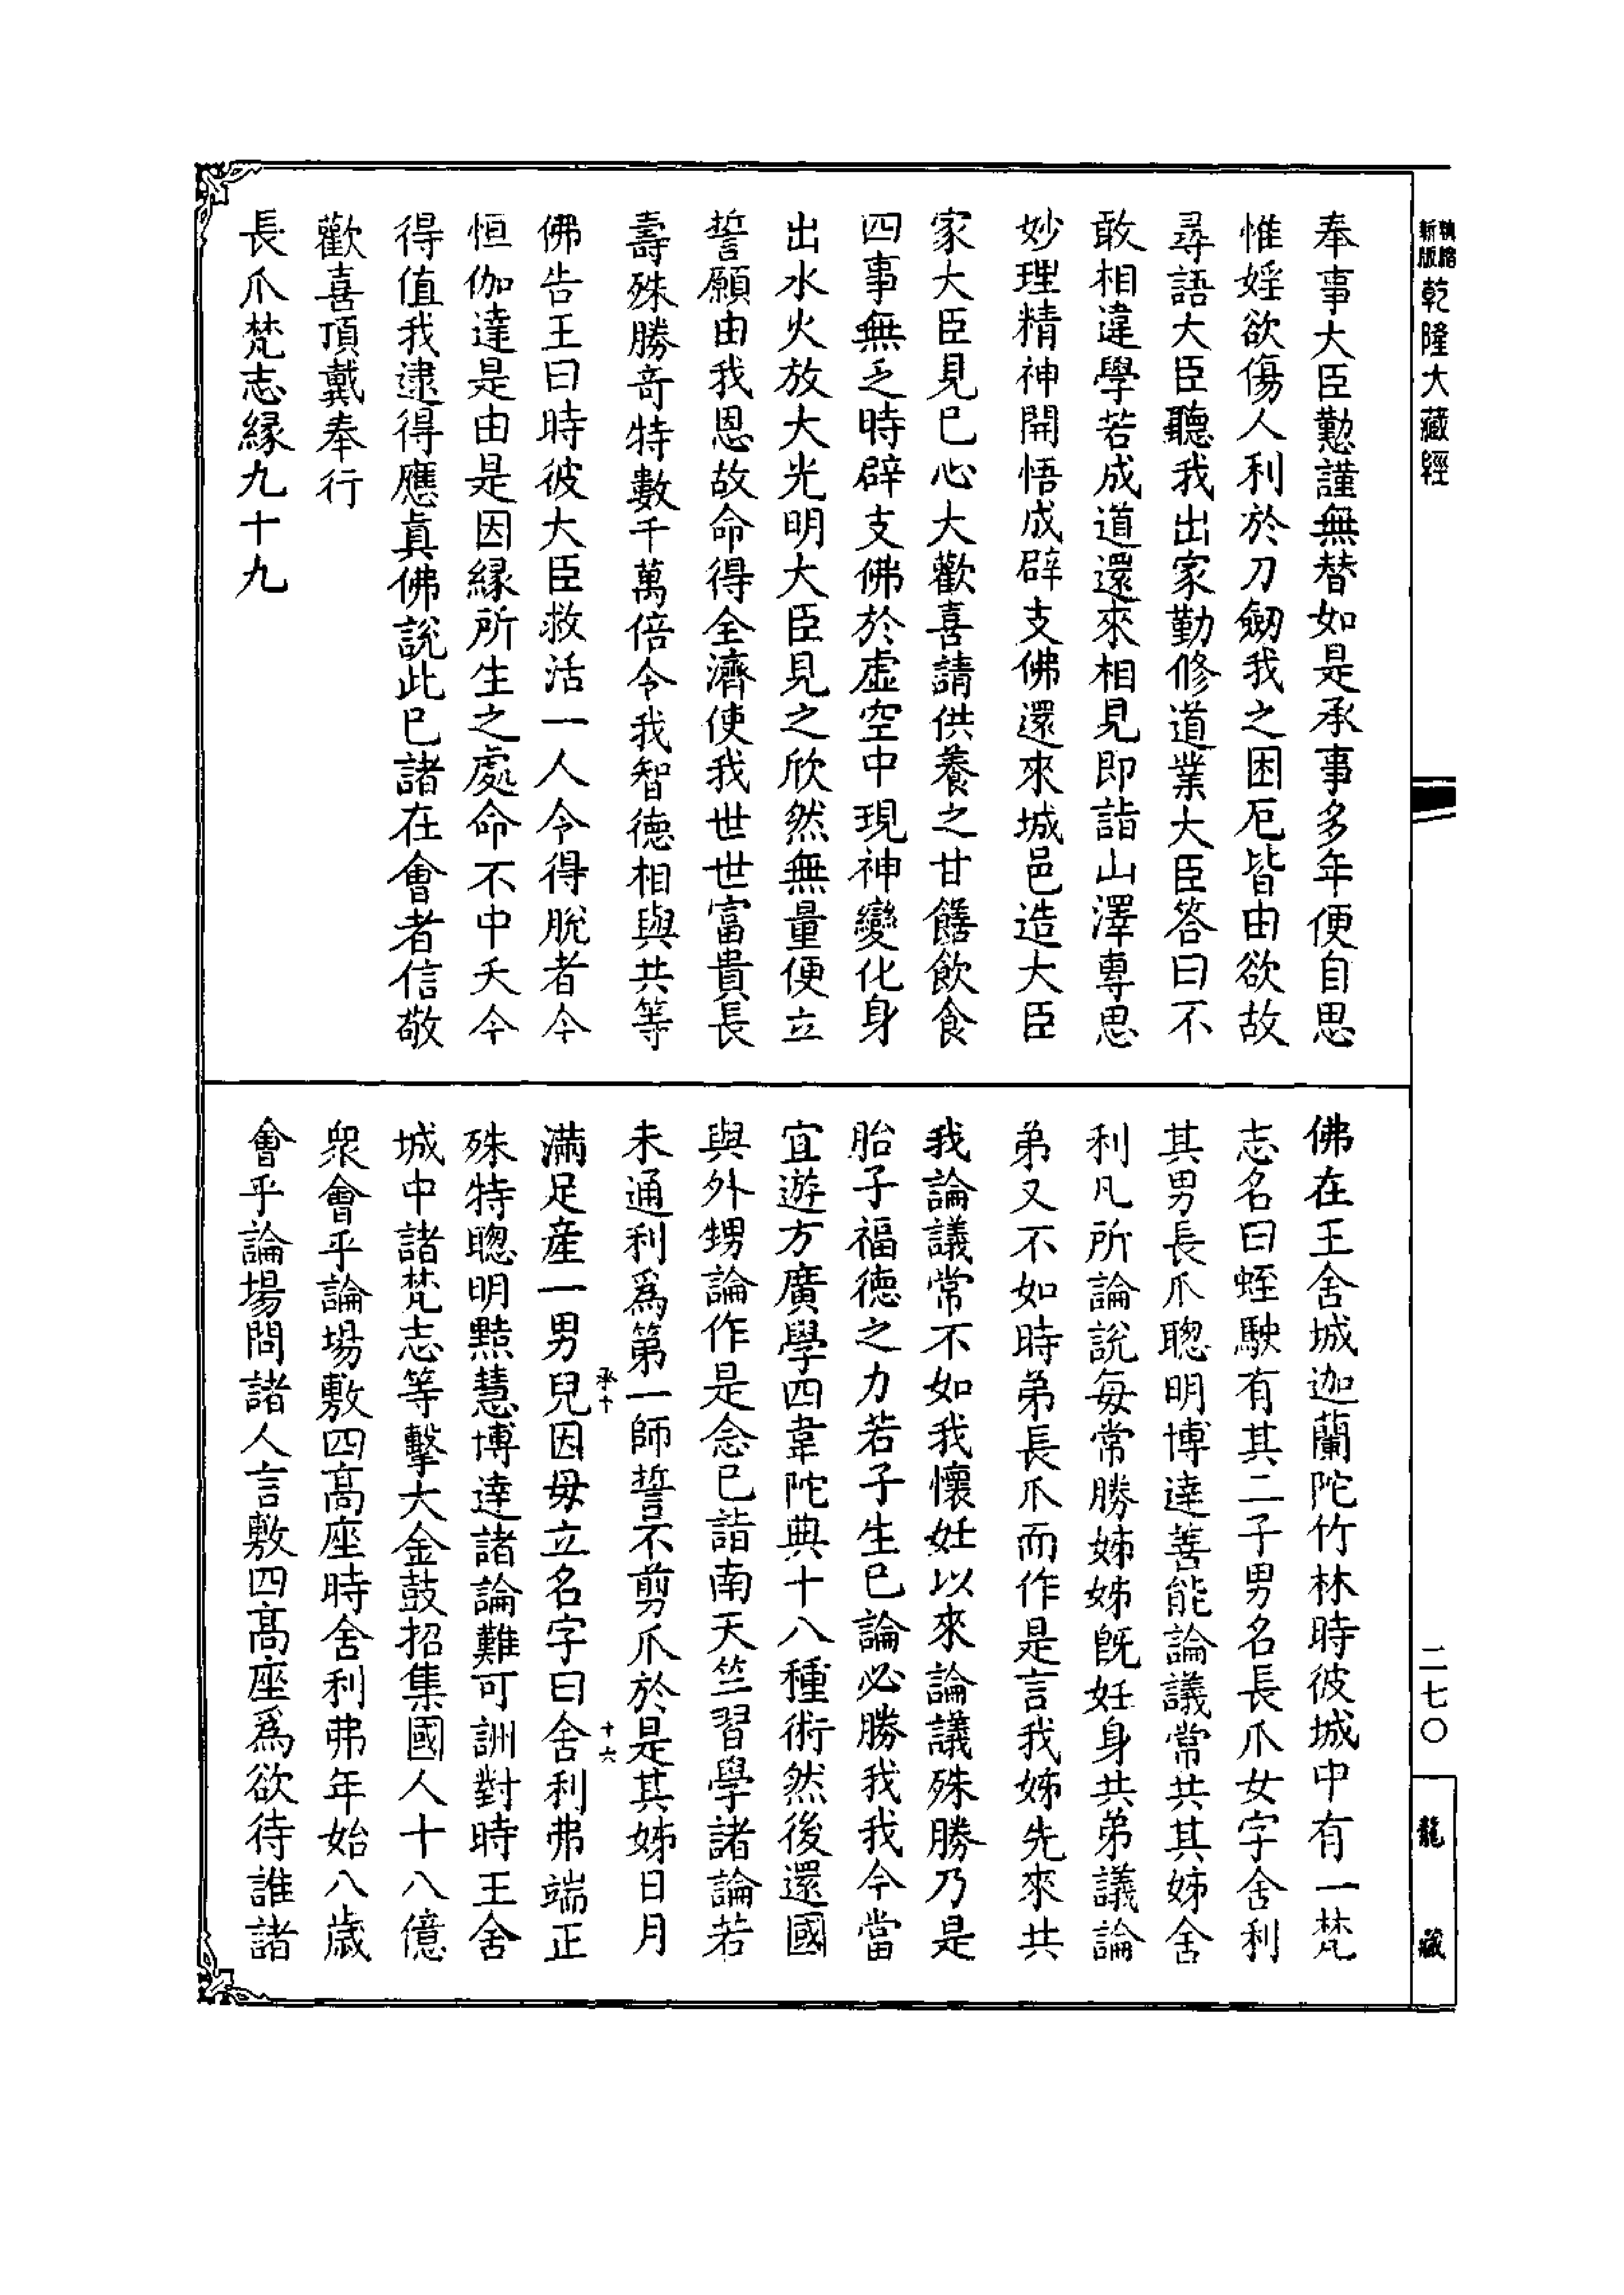 新版
乾隆大藏經
奉事大臣懃謹無替如是承事多年便自思
惟婬欲傷人利於刀劒我之困厄皆由欲故
尋語大臣聽我出家勤修道業大臣答曰不
敢相違學若成道還來相見即詣山澤專思
妙理精神開悟成辟支佛還來城邑造大臣
家大臣見已心大歡喜請供養之甘饍飲食
四事無乏時辟支佛於虛空中現神變化身
出水火放大光明大臣見之欣然無量便立
誓願由我恩故命得全濟使我世世富貴長
壽殊勝奇特數千萬倍令我智德相與共等
佛告王曰時彼大臣救活一人令得脫者今
恒伽達是由是因緣所生之處命不中夭今
得值我逮得應眞佛說此已諸在會者信敬
歡喜頂戴奉行
長爪梵志緣九十九
佛在王舍城迦蘭陀竹林時彼城中有一梵
志名曰蛭駛有其二子男名長爪女字舍利
其男長爪聰明博達善能論議常共其姊舍
利凡所論說每常勝姊姊旣妊身共弟議論
弟又不如時弟長爪而作是言我姊先來共
我論議常不如我懷妊以來論議殊勝乃是
胎子福德之力若子生已論必勝我我今當
宜遊方廣學四韋陀典十八種術然後還國
與外甥論作是念已詣南天竺習學諸論若
未通利爲第一師誓不剪爪於是其姊日月
滿足產一男兒因母立名字曰舍利弗端正
殊特聰明黠慧博達諸論難可詶對時王舍
城中諸梵志等擊大金鼓招集國人十八億
衆會乎論場敷四高座時舍利弗年始八歲
會乎論場問諸人言敷四高座爲欲待誰諸
承十
十六
二七〇
龍藏